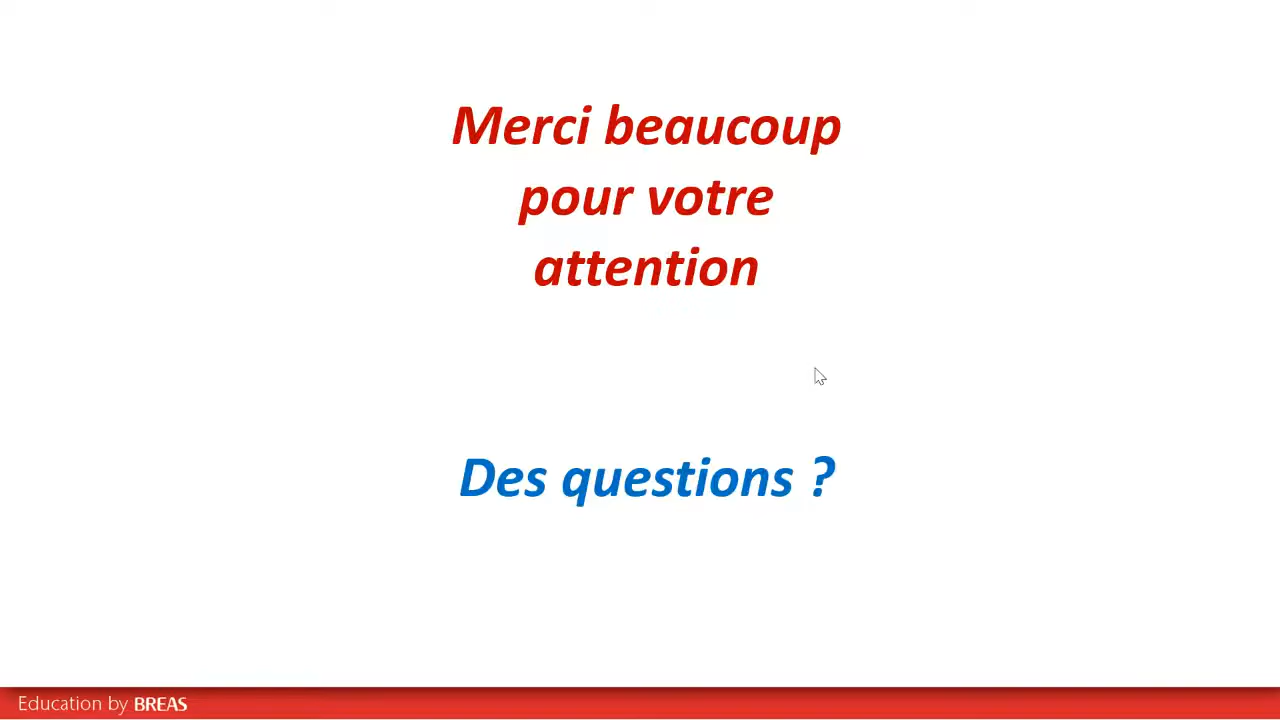 Merci beaucoup
pour votre
attention
Des questions ?
Education by BREAS